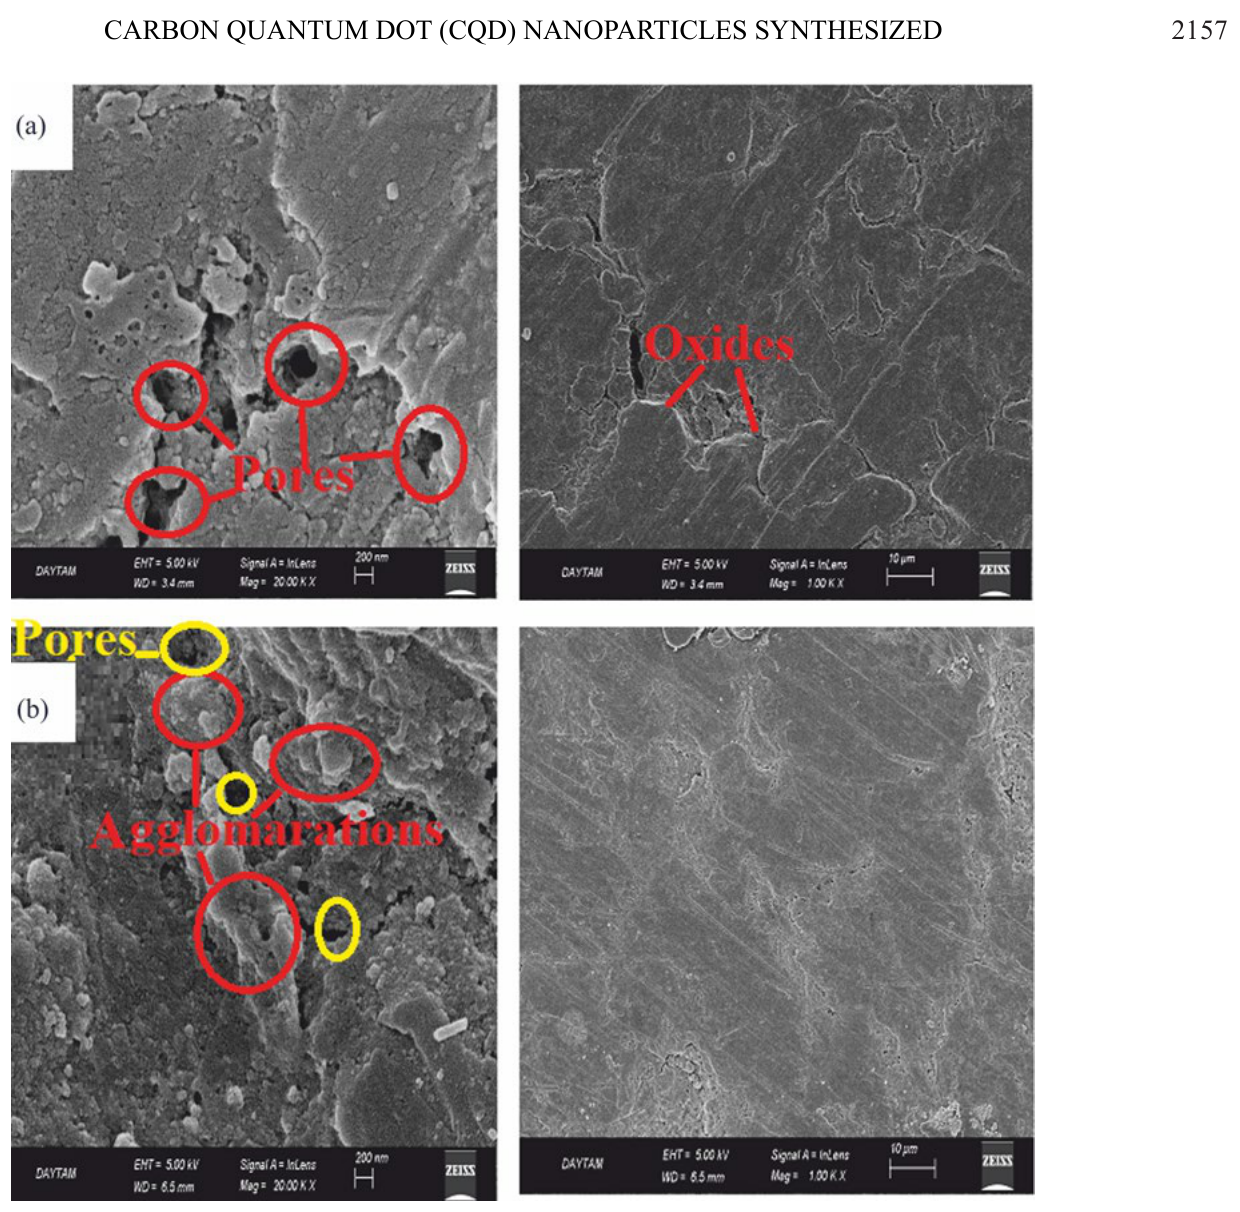 CARBON QUANTUM DOT (CQD) NANOPARTICLES SYNTHESIZED 2157
(a)
Oxides
Pores
DAYTAM EHT = 5.00 kV Signal A = InLens 200 nm ZEISS
WD = 3.4 mm Mag = 20.00 K X
DAYTAM EHT = 5.00 kV Signal A = InLens 10 µm ZEISS
WD = 3.4 mm Mag = 1.00 K X
Pores
(b)
Agglomarations
DAYTAM EHT = 5.00 kV Signal A = InLens 200 nm ZEISS
WD = 6.5 mm Mag = 20.00 K X
DAYTAM EHT = 5.00 kV Signal A = InLens 10 µm ZEISS
WD = 6.5 mm Mag = 1.00 K X